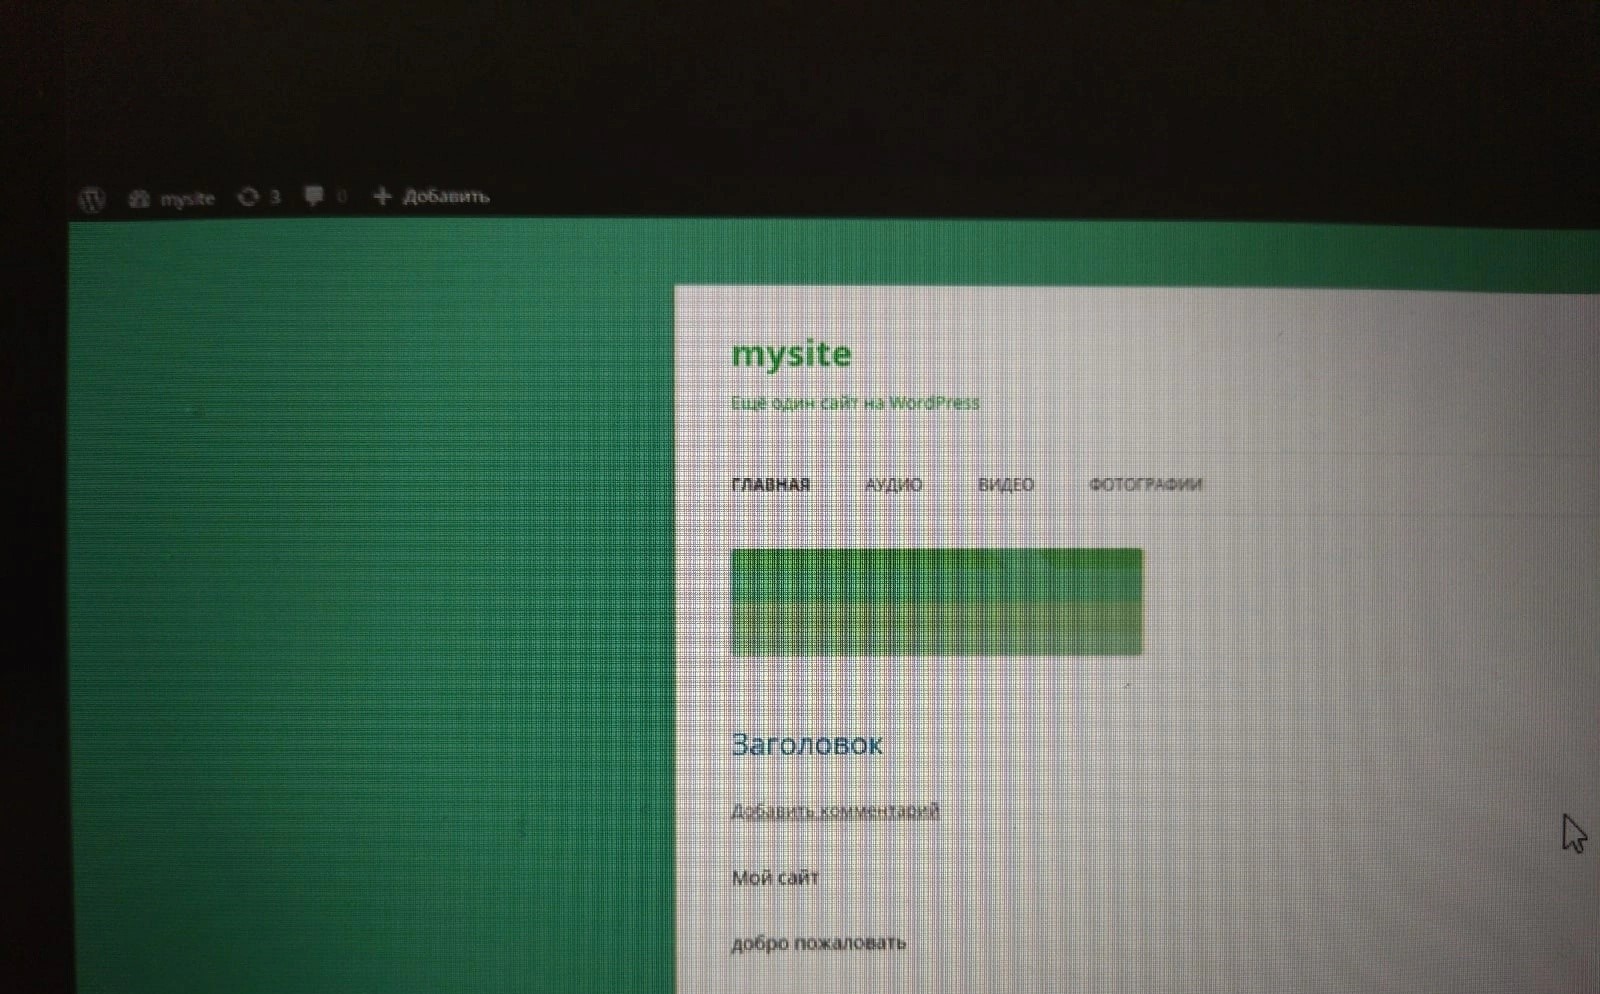 mysite 3 0 Добавить
mysite
Ещё один сайт на WordPress
ГЛАВНАЯ АУДИО ВИДЕО ФОТОГРАФИИ
Заголовок
Добавить комментарий
Мой сайт
добро пожаловать